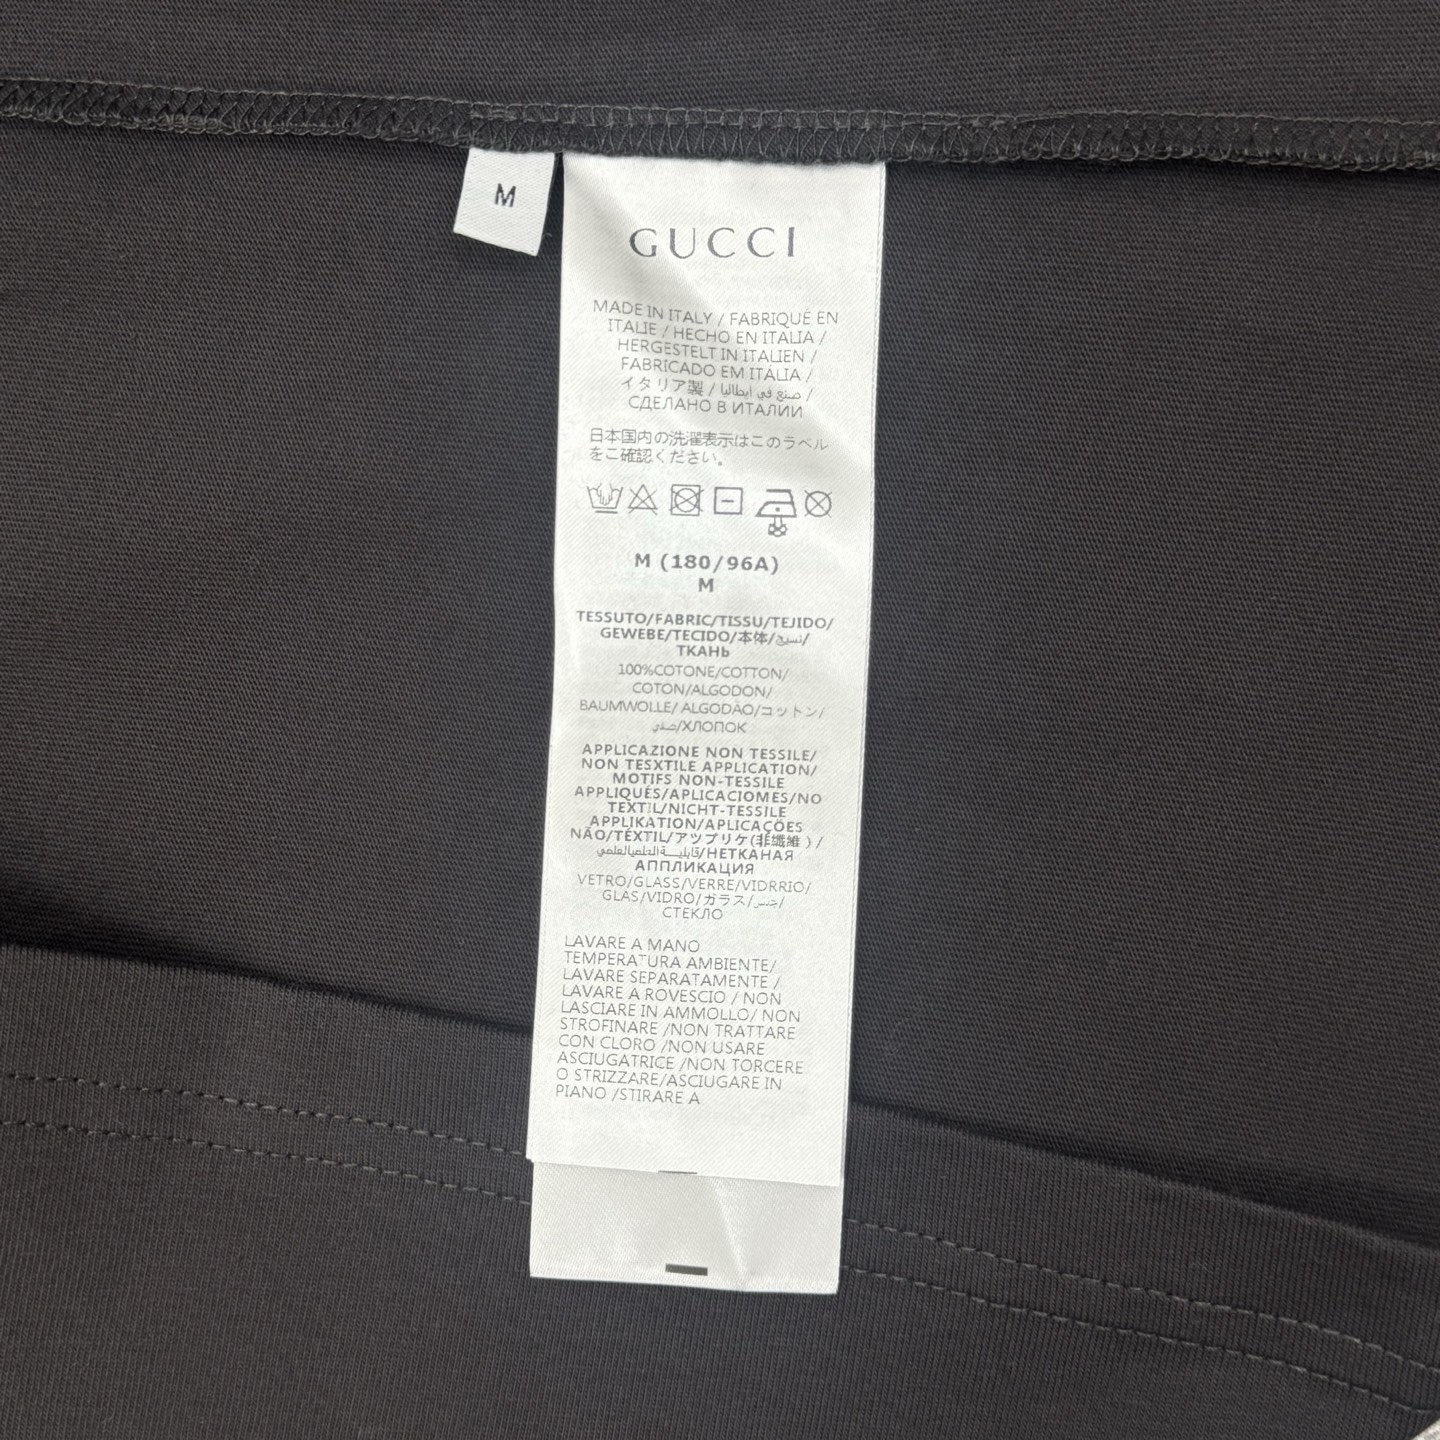 M
GUCCI
MADE IN ITALY / FABRIQUÉ EN
ITALIE / HECHO EN ITALIA /
HERGESTELT IN ITALIEN /
FABRICADO EM ITÁLIA /
イタリア製 / صنع في ايطاليا /
СДЕЛАНО В ИТАЛИИ
日本国内の洗濯表示はこのラベル
をご確認ください。
M (180/96A)
M
TESSUTO/FABRIC/TISSU/TEJIDO/
GEWEBE/TECIDO/本体/نسيج/
ТКАНЬ
100%COTONE/COTTON/
COTON/ALGODON/
BAUMWOLLE/ ALGODÃO/コットン/
/ХЛОПОК
APPLICAZIONE NON TESSILE/
NON TESXTILE APPLICATION/
MOTIFS NON-TESSILE
APPLIQUÉS/APLICACIOMES/NO
TEXTIL/NICHT-TESSILE
APPLIKATION/APLICAÇÕES
NÃO/TÉXTIL/アップリケ(非繊維 ) /
/НЕТКАНАЯ
АППЛИКАЦИЯ
VETRO/GLASS/VERRE/VIDRRIO/
GLAS/VIDRO/ガラス/
СТЕКЛО
LAVARE A MANO
TEMPERATURA AMBIENTE/
LAVARE SEPARATAMENTE /
LAVARE A ROVESCIO / NON
LASCIARE IN AMMOLLO/ NON
STROFINARE /NON TRATTARE
CON CLORO /NON USARE
ASCIUGATRICE /NON TORCERE
O STRIZZARE/ASCIUGARE IN
PIANO /STIRARE A